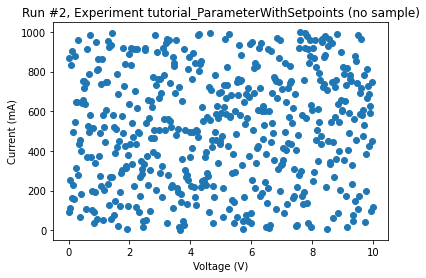 Run #2, Experiment tutorial_ParameterWithSetpoints (no sample)
1000
800
600
400
200
0
Current (mA)
0 2 4 6 8 10
Voltage (V)